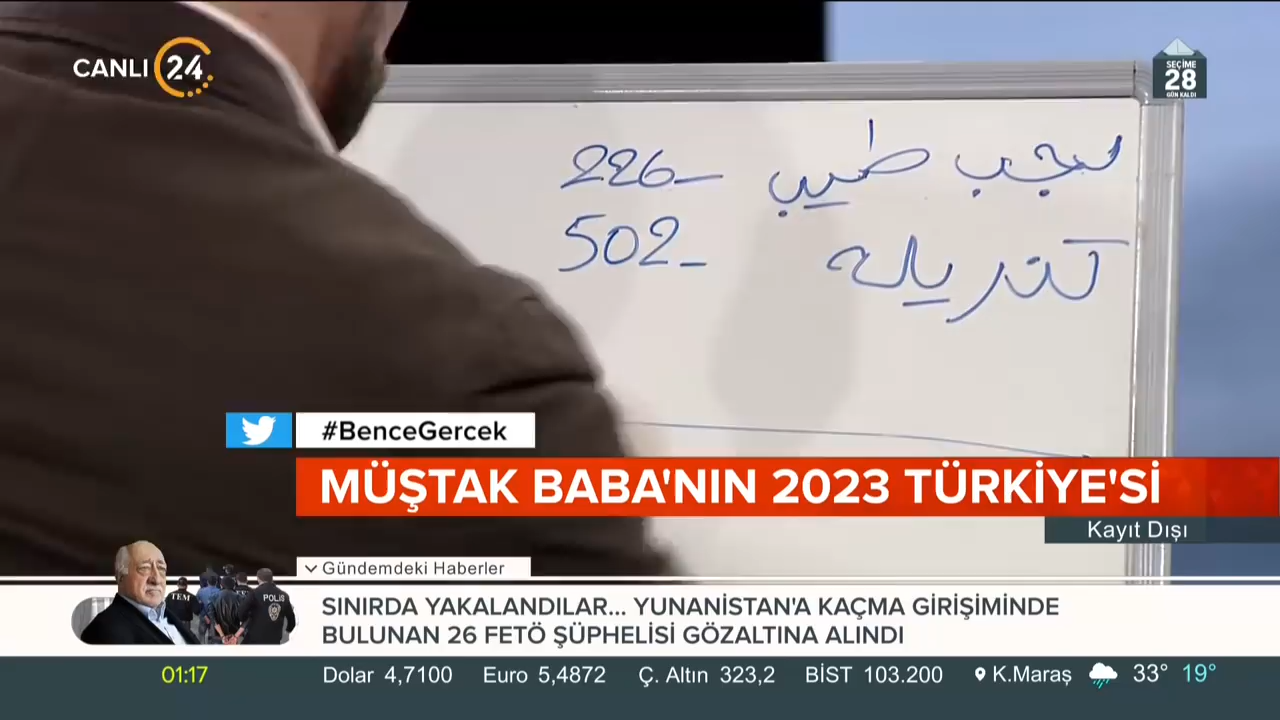 CANLI 24
SEÇİME
28
GÜN KALDI
رجب طيب 226-
502-
#BenceGercek
MÜŞTAK BABA'NIN 2023 TÜRKİYE'Sİ
Kayıt Dışı
Gündemdeki Haberler
TEM
POLİS
SINIRDA YAKALANDILAR... YUNANİSTAN'A KAÇMA GİRİŞİMİNDE
BULUNAN 26 FETÖ ŞÜPHELİSİ GÖZALTINA ALINDI
01:17 Dolar 4,7100 Euro 5,4872 Ç. Altın 323,2 BİST 103.200 K.Maraş 33° 19°